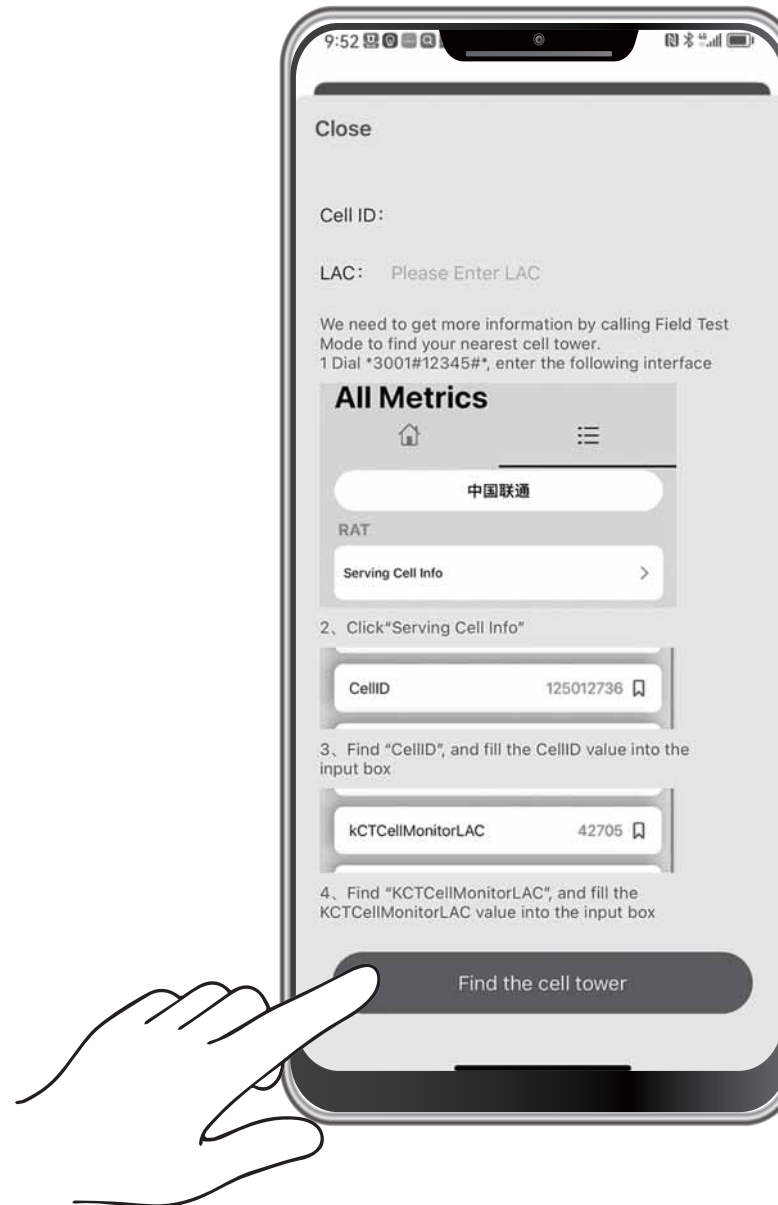 9:52
Close
Cell ID:
LAC: Please Enter LAC
We need to get more information by calling Field Test
Mode to find your nearest cell tower.
1 Dial *3001#12345#*, enter the following interface
All Metrics
中国联通
RAT
Serving Cell Info
2、Click“Serving Cell Info”
CellID 125012736
3、Find “CellID”, and fill the CellID value into the
input box
kCTCellMonitorLAC 42705
4、Find “KCTCellMonitorLAC”, and fill the
KCTCellMonitorLAC value into the input box
Find the cell tower